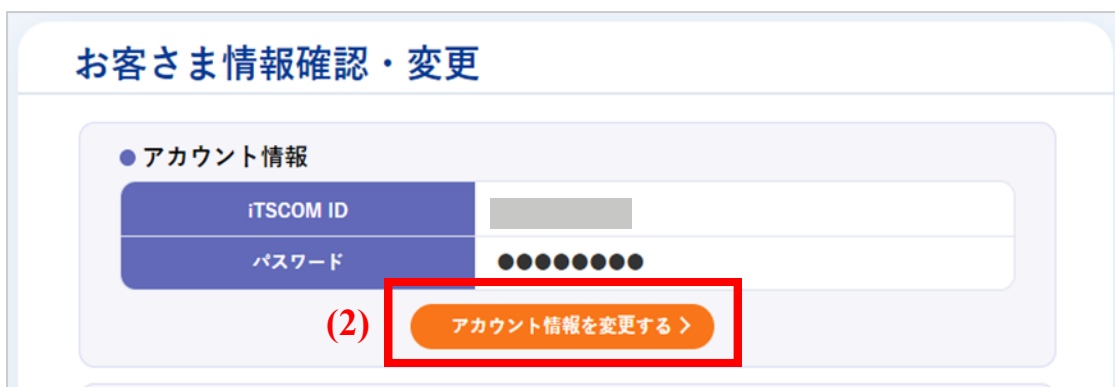 お客さま情報確認・変更
●アカウント情報
iTSCOM ID
パスワード ●●●●●●●●
(2) アカウント情報を変更する >